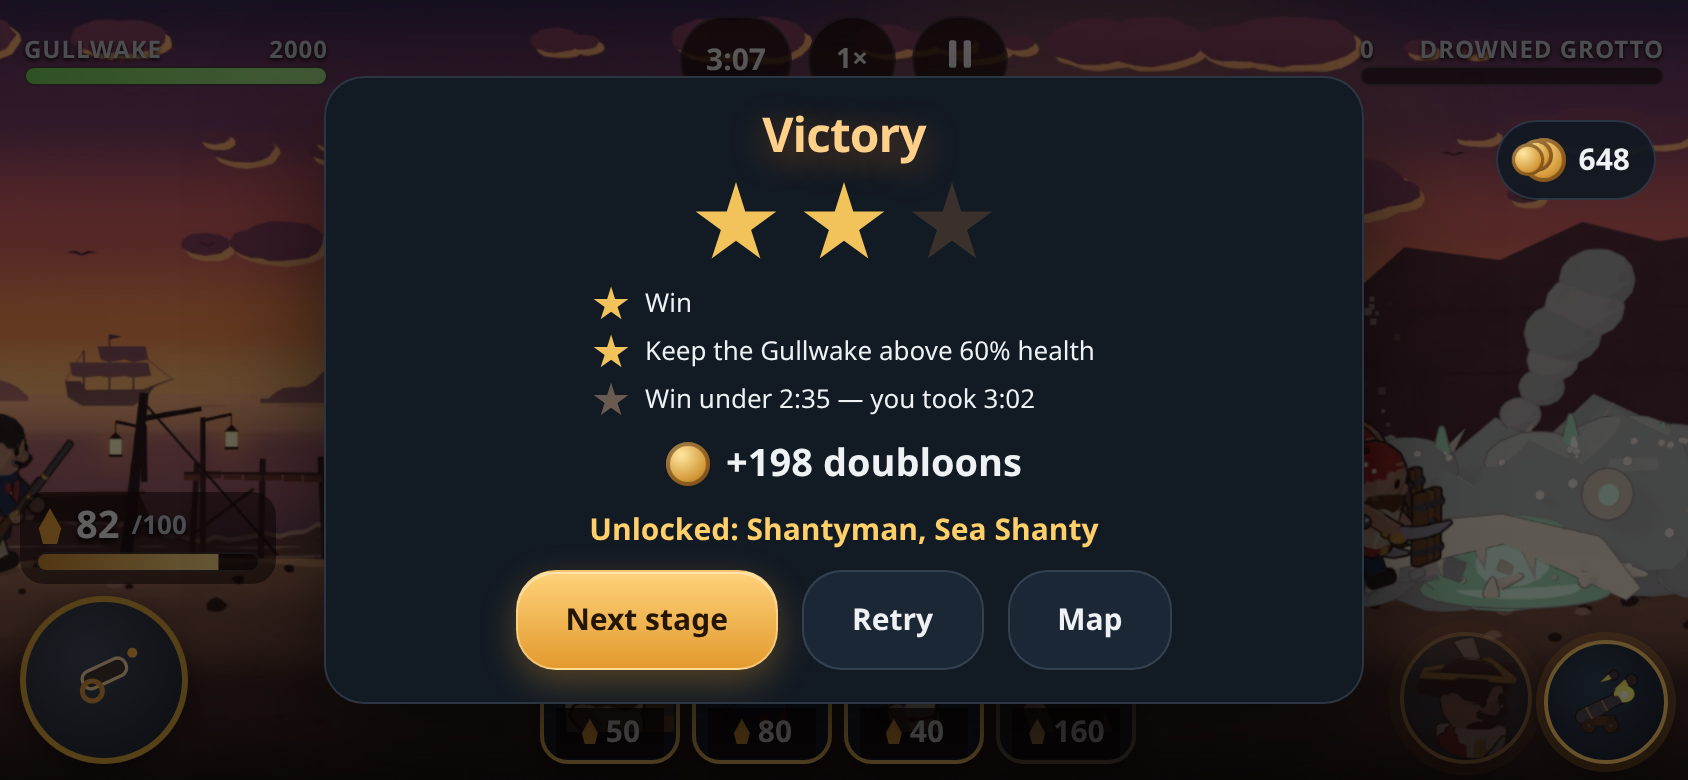 GULLWAKE 2000
3:07
1×
0 DROWNED GROTTO
648
Victory
Win
Keep the Gullwake above 60% health
Win under 2:35 — you took 3:02
+198 doubloons
Unlocked: Shantyman, Sea Shanty
Next stage
Retry
Map
82 /100
50
80
40
160